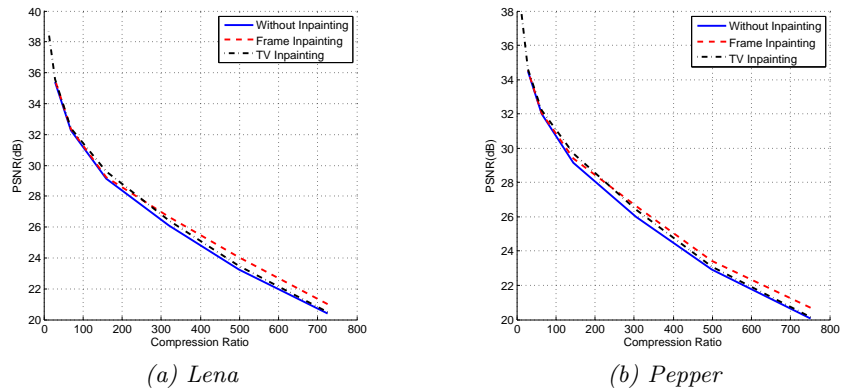 40
38
36
34
32
30
28
26
24
22
20
PSNR(dB)
Without Inpainting
Frame Inpainting
TV Inpainting
0 100 200 300 400 500 600 700 800
Compression Ratio
(a) Lena
38
36
34
32
30
28
26
24
22
20
PSNR(dB)
Without Inpainting
Frame Inpainting
TV Inpainting
0 100 200 300 400 500 600 700 800
Compression Ratio
(b) Pepper